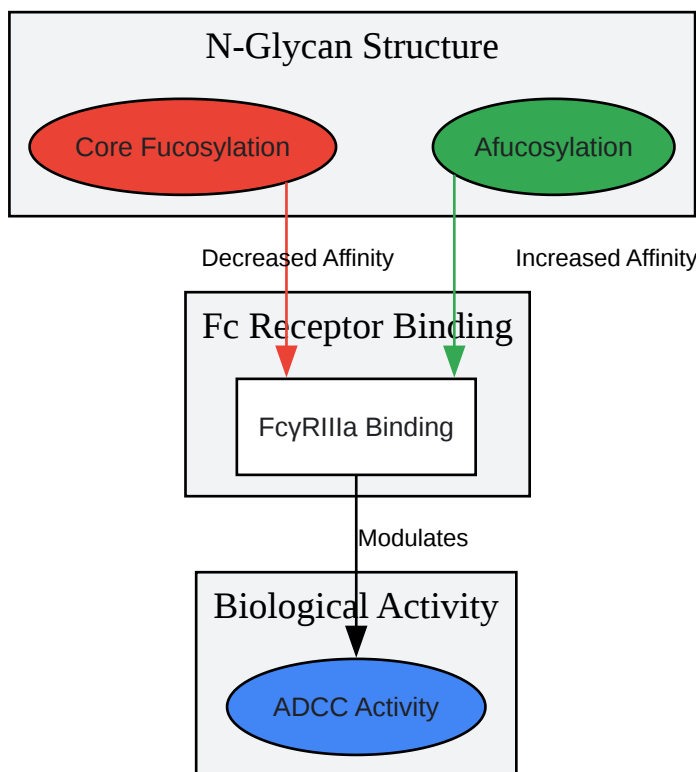 N-Glycan Structure
Core Fucosylation
Afucosylation
Decreased Affinity
Increased Affinity
Fc Receptor Binding
FcγRIIIa Binding
Modulates
Biological Activity
ADCC Activity